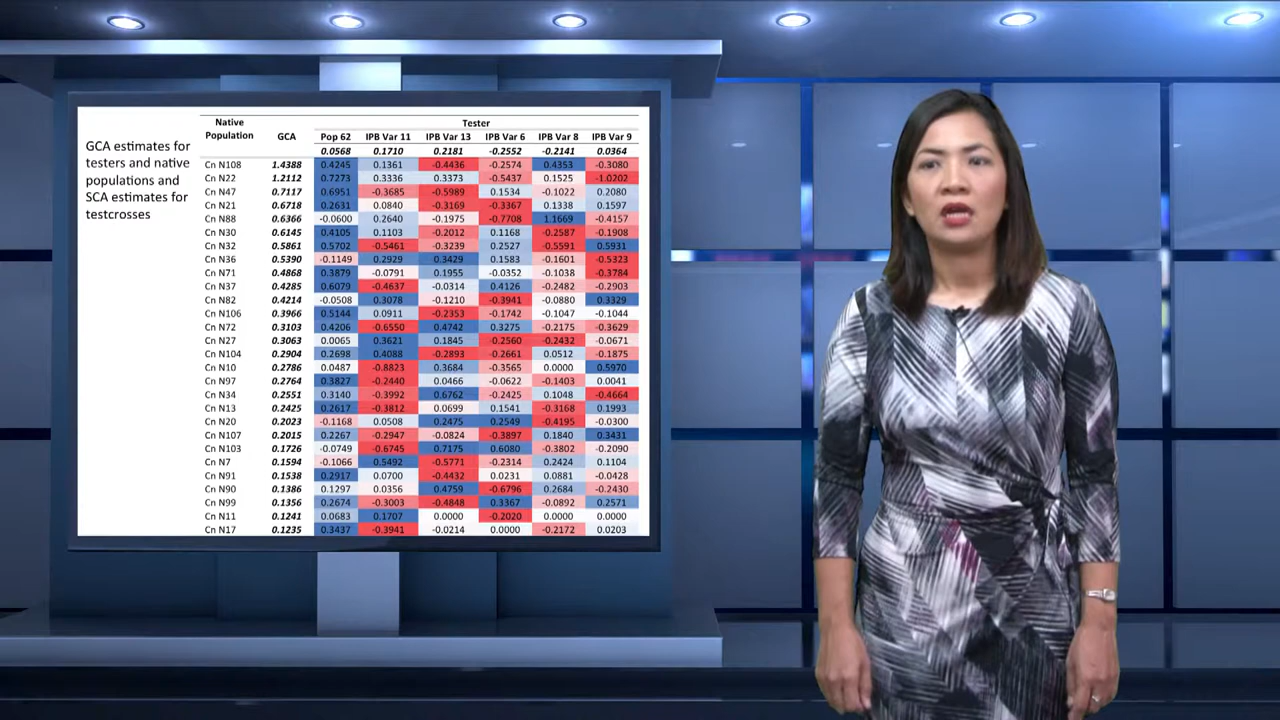 GCA estimates for
testers and native
populations and
SCA estimates for
testcrosses
Native Population GCA Tester
Pop 62 IPB Var 11 IPB Var 13 IPB Var 6 IPB Var 8 IPB Var 9
0.0568 0.1710 0.2181 -0.2552 -0.2141 0.0364
Cn N108 1.4388 0.4245 0.1361 -0.4436 -0.2574 0.4353 -0.3080
Cn N22 1.2112 0.7273 0.3336 0.3373 -0.5437 0.1525 -1.0202
Cn N47 0.7117 0.6951 -0.3685 -0.5989 0.1534 -0.1022 0.2080
Cn N21 0.6718 0.2631 0.0840 -0.3169 -0.3367 0.1338 0.1597
Cn N88 0.6366 -0.0600 0.2640 -0.1975 -0.7708 1.1669 -0.4157
Cn N30 0.6145 0.4105 0.1103 -0.2012 0.1168 -0.2587 -0.1908
Cn N32 0.5861 0.5702 -0.5461 -0.3239 0.2527 -0.5591 0.5931
Cn N36 0.5390 -0.1149 0.2929 0.3429 0.1583 -0.1601 -0.5323
Cn N71 0.4868 0.3879 -0.0791 0.1955 -0.0352 -0.1038 -0.3784
Cn N37 0.4285 0.6079 -0.4637 -0.0314 0.4126 -0.2482 -0.2903
Cn N82 0.4214 -0.0508 0.3078 -0.1210 -0.3941 -0.0880 0.3329
Cn N106 0.3966 0.5144 0.0911 -0.2353 -0.1742 -0.1047 -0.1044
Cn N72 0.3103 0.4206 -0.6550 0.4742 0.3275 -0.2175 -0.3629
Cn N27 0.3063 0.0065 0.3621 0.1845 -0.2560 -0.2432 -0.0671
Cn N104 0.2904 0.2698 0.4088 -0.2893 -0.2661 0.0512 -0.1875
Cn N10 0.2786 0.0487 -0.8823 0.3684 -0.3565 0.0000 0.5970
Cn N97 0.2764 0.3827 -0.2440 0.0466 -0.0622 -0.1403 0.0041
Cn N34 0.2551 0.3140 -0.3992 0.6762 -0.2425 0.1048 -0.4664
Cn N13 0.2425 0.2617 -0.3812 0.0699 0.1541 -0.3168 0.1993
Cn N20 0.2023 -0.1168 0.0508 0.2475 0.2549 -0.4195 -0.0300
Cn N107 0.2015 0.2267 -0.2947 -0.0824 -0.3897 0.1840 0.3431
Cn N103 0.1726 -0.0749 -0.6745 0.7175 0.6080 -0.3802 -0.2090
Cn N7 0.1594 -0.1066 0.5492 -0.5771 -0.2314 0.2424 0.1104
Cn N91 0.1538 0.2917 0.0700 -0.4432 0.0231 0.0881 -0.0428
Cn N90 0.1386 0.1297 0.0356 0.4759 -0.6796 0.2684 -0.2430
Cn N99 0.1356 0.2674 -0.3003 -0.4848 0.3367 -0.0892 0.2571
Cn N11 0.1241 0.0683 0.1707 0.0000 -0.2020 0.0000 0.0000
Cn N17 0.1235 0.3437 -0.3941 -0.0214 0.0000 -0.2172 0.0203